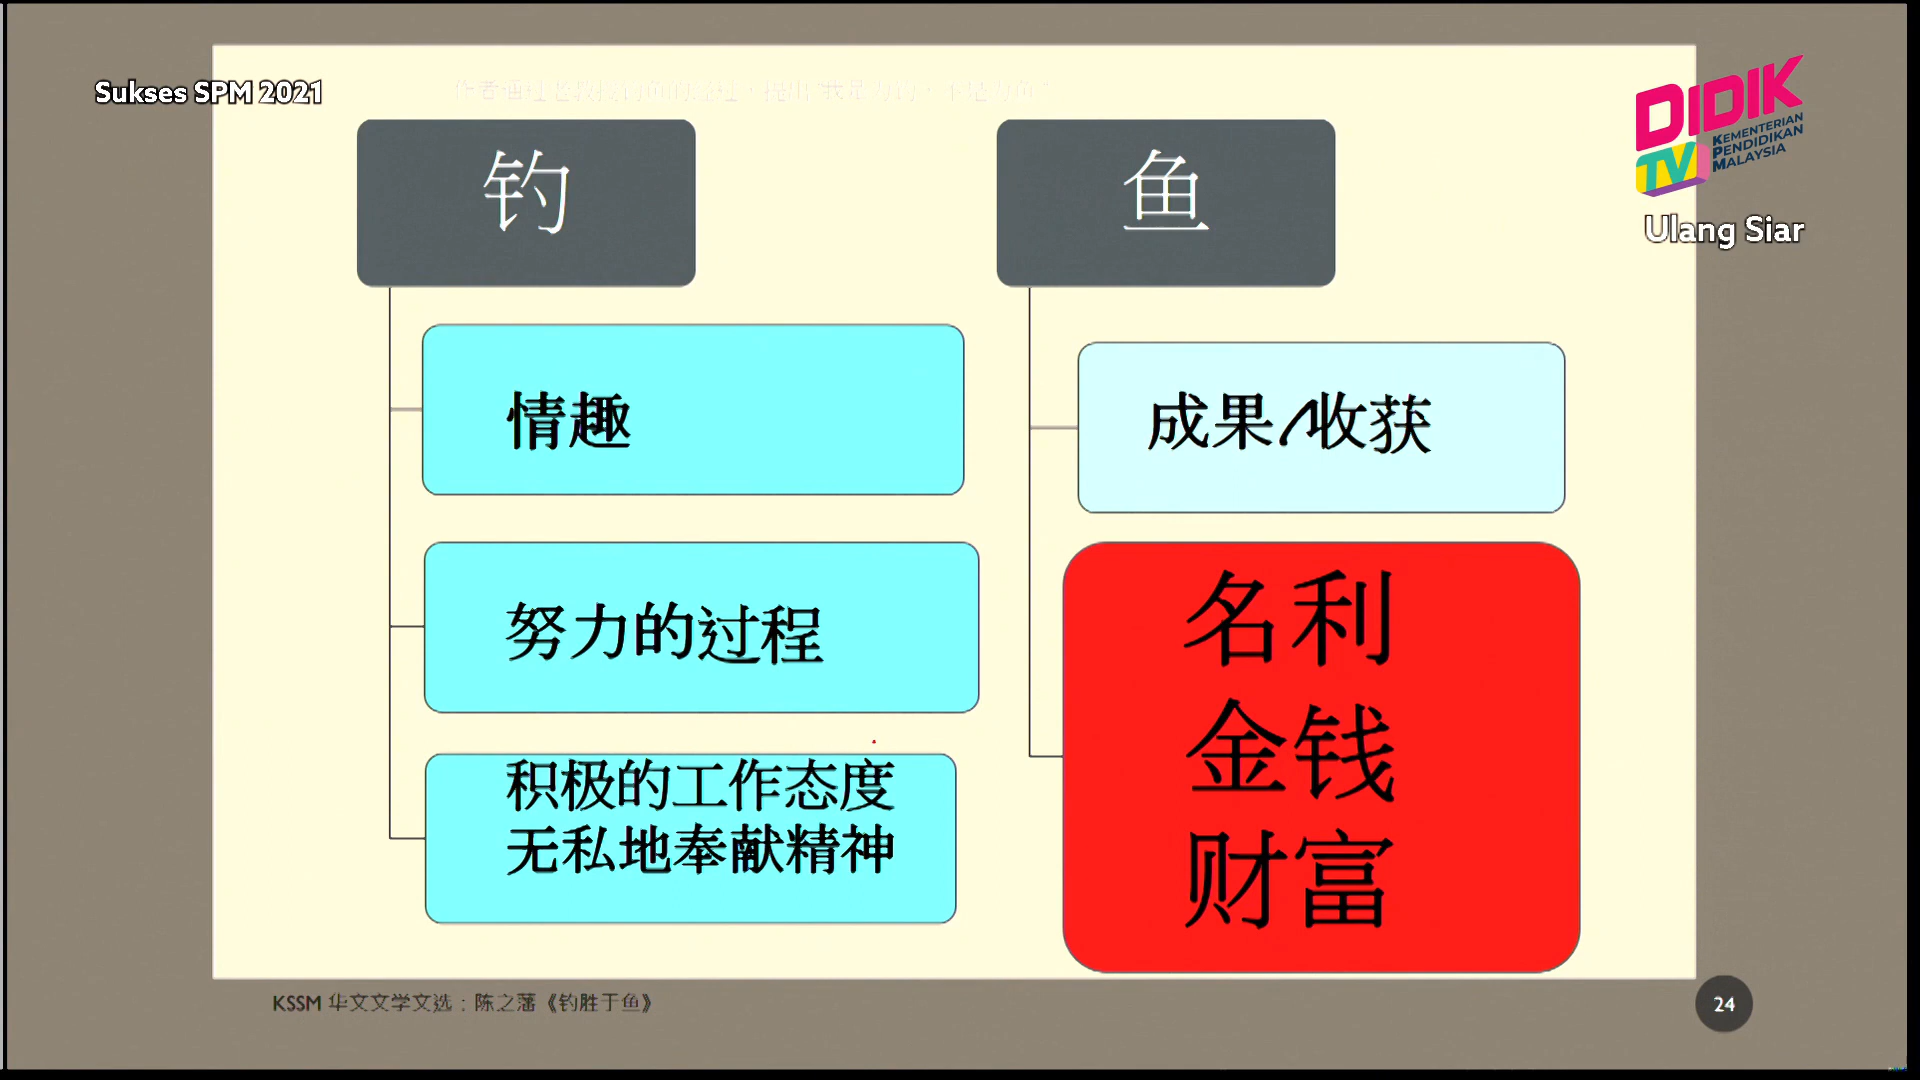 Sukses SPM 2021
DIDIK
TV
KEMENTERIAN
PENDIDIKAN
MALAYSIA
Ulang Siar
钓
情趣
努力的过程
积极的工作态度
无私地奉献精神
鱼
成果/收获
名利
金钱
财富
KSSM 华文文学文选：陈之藩《钓胜于鱼》
24